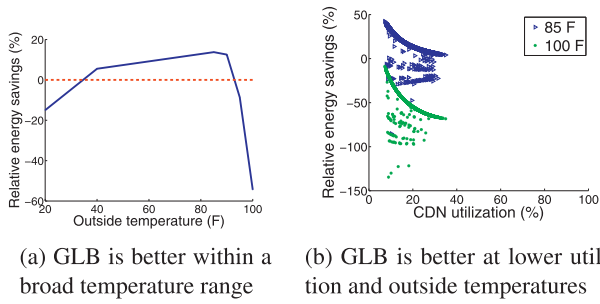 20
0
−20
−40
−60
20
40
60
80
100
Relative energy savings (%)
Outside temperature (F)
50
0
−50
−100
−150
0
20
40
60
80
100
Relative energy savings (%)
CDN utilization (%)
85 F
100 F
(a) GLB is better within a
broad temperature range
(b) GLB is better at lower util
tion and outside temperatures